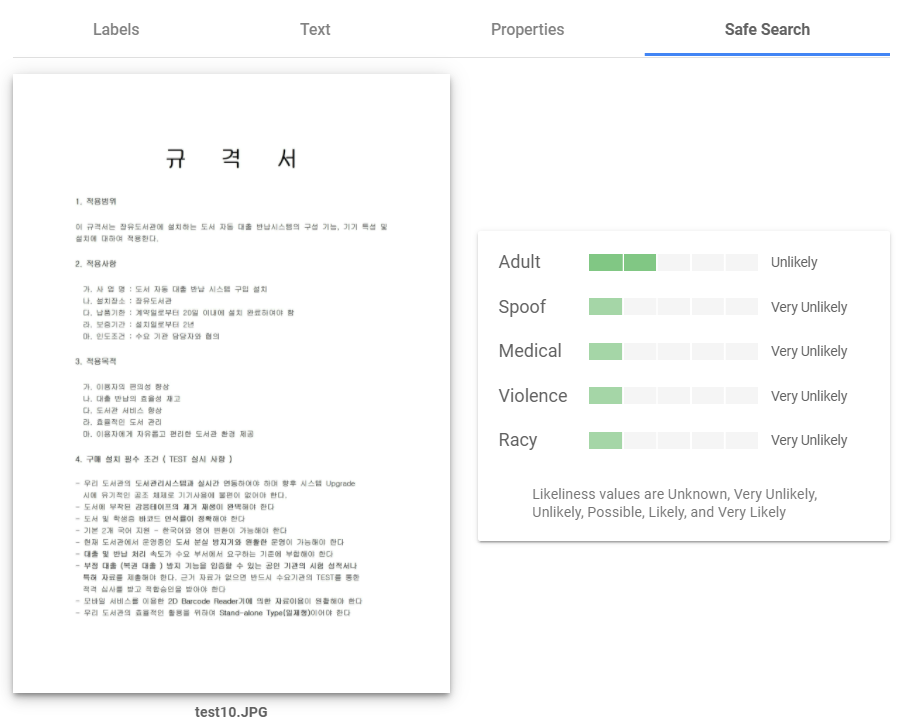 Labels
Text
Properties
Safe Search
규 격 서
1. 적용범위
이 규격서는 장유도서관에 설치하는 도서 자동 대출 반납시스템의 구성 기능, 기기 특성 및
설치에 대하여 적용한다.
2. 적용사항
가. 사 업 명 : 도서 자동 대출 반납 시스템 구입 설치
나. 설치장소 : 장유도서관
다. 납품기한 : 계약일로부터 20일 이내에 설치 완료하여야 함
라. 보증기간 : 설치일로부터 2년
마. 인도조건 : 수요 기관 담당자와 협의
3. 적용목적
가. 이용자의 편의성 향상
나. 대출 반납의 효율성 제고
다. 도서관 서비스 향상
라. 효율적인 도서 관리
마. 이용자에게 자유롭고 편리한 도서관 환경 제공
4. 구매 설치 필수 조건 ( TEST 실시 사항 )
- 우리 도서관의 도서관리시스템과 실시간 연동하여야 하며 향후 시스템 Upgrade
시에 유기적인 공조 체제로 기기사용에 불편이 없어야 한다.
- 도서에 부착된 감응테이프의 제거 재생이 완벽해야 한다
- 도서 및 학생증 바코드 인식률이 정확해야 한다
- 기본 2개 국어 지원 - 한국어와 영어 변환이 가능해야 한다
- 현재 도서관에서 운영중인 도서 분실 방지기와 원활한 운영이 가능해야 한다
- 대출 및 반납 처리 속도가 수요 부서에서 요구하는 기준에 부합해야 한다
- 부정 대출 (복권 대출 ) 방지 기능을 입증할 수 있는 공인 기관의 시험 성적서나
특허 자료를 제출해야 한다. 근거 자료가 없으면 반드시 수요기관의 TEST를 통한
적격 심사를 받고 적합승인을 받아야 한다
- 모바일 서비스를 이용한 2D Barcode Reader기에 의한 자료이용이 원활해야 한다
- 우리 도서관의 효율적인 활용을 위하여 Stand-alone Type(일체형)이어야 한다
test10.JPG
Adult
Unlikely
Spoof
Very Unlikely
Medical
Very Unlikely
Violence
Very Unlikely
Racy
Very Unlikely
Likeliness values are Unknown, Very Unlikely,
Unlikely, Possible, Likely, and Very Likely